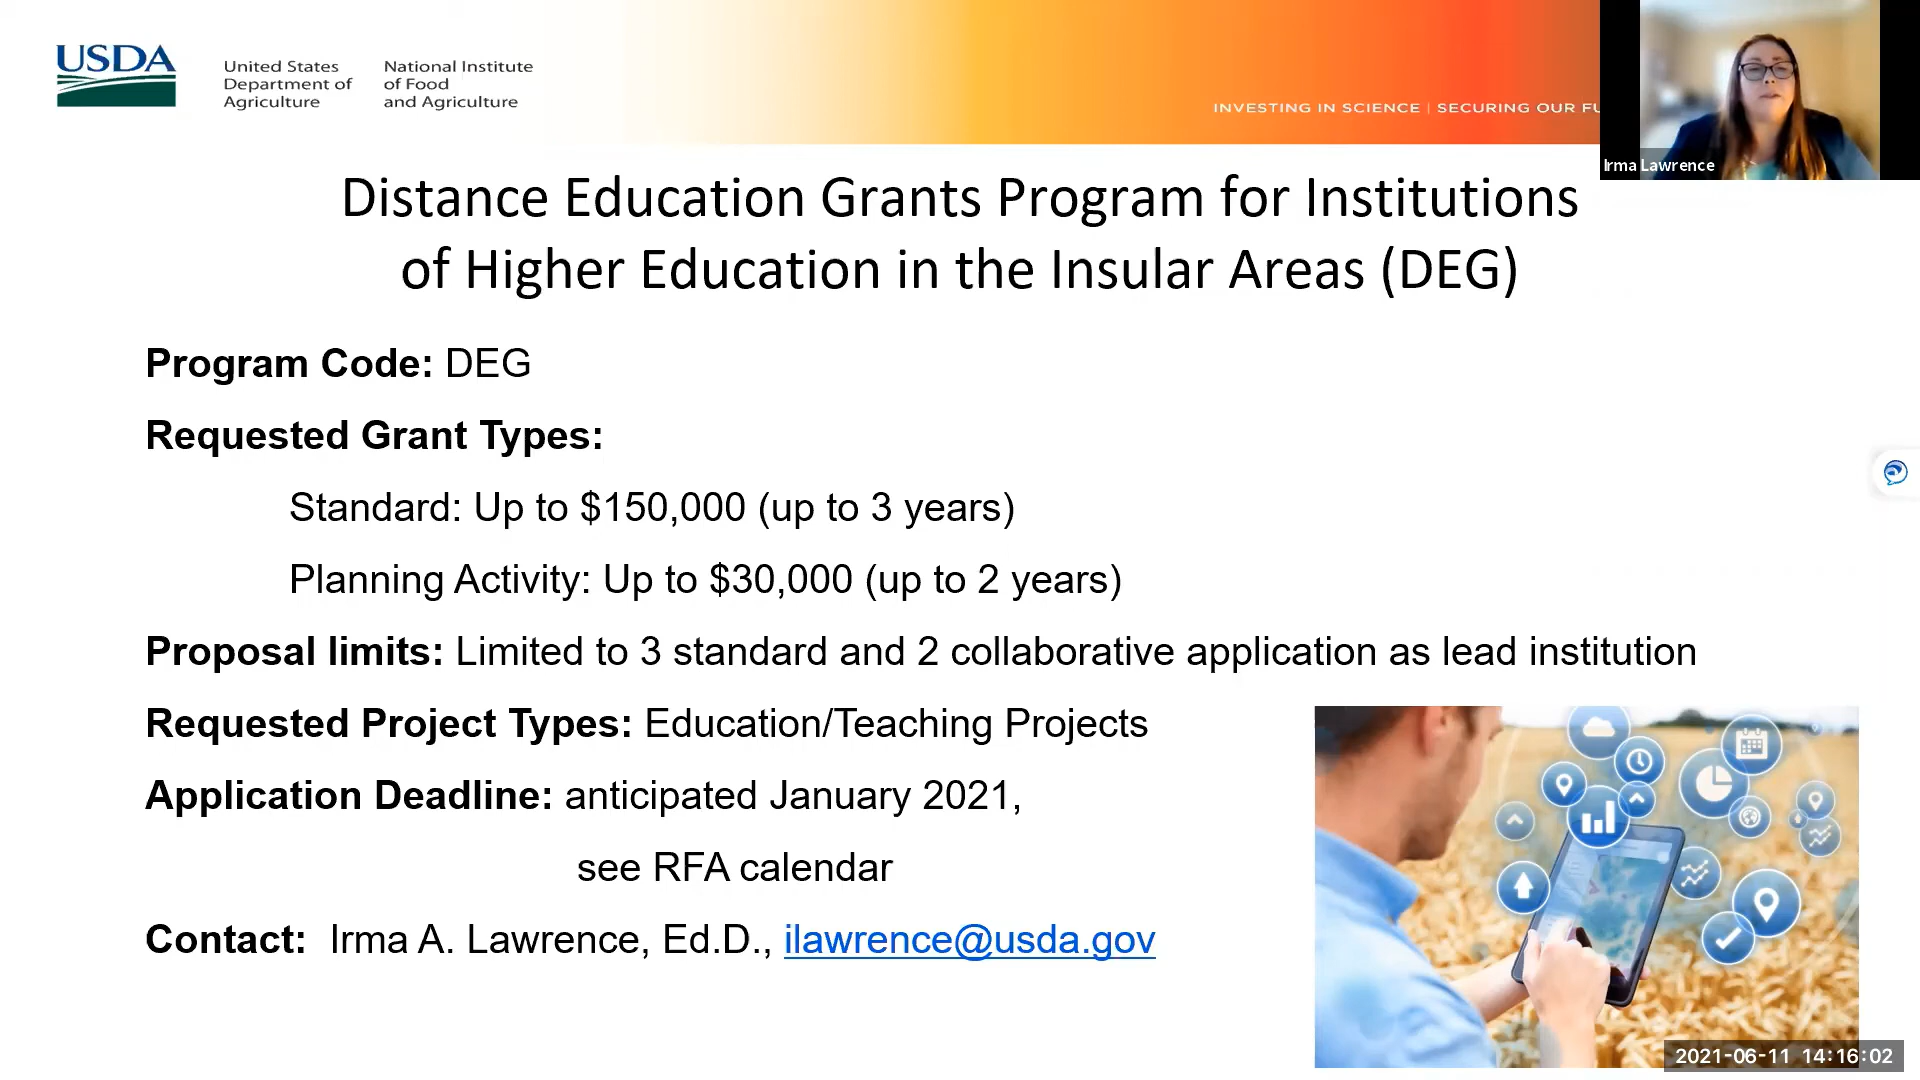 USDA
United States
Department of
Agriculture
National Institute
of Food
and Agriculture
INVESTING IN SCIENCE | SECURING OUR
Irma Lawrence
Distance Education Grants Program for Institutions
of Higher Education in the Insular Areas (DEG)
Program Code: DEG
Requested Grant Types:
Standard: Up to $150,000 (up to 3 years)
Planning Activity: Up to $30,000 (up to 2 years)
Proposal limits: Limited to 3 standard and 2 collaborative application as lead institution
Requested Project Types: Education/Teaching Projects
Application Deadline: anticipated January 2021,
see RFA calendar
Contact: Irma A. Lawrence, Ed.D., ilawrence@usda.gov
2021-06-11 14:16:02